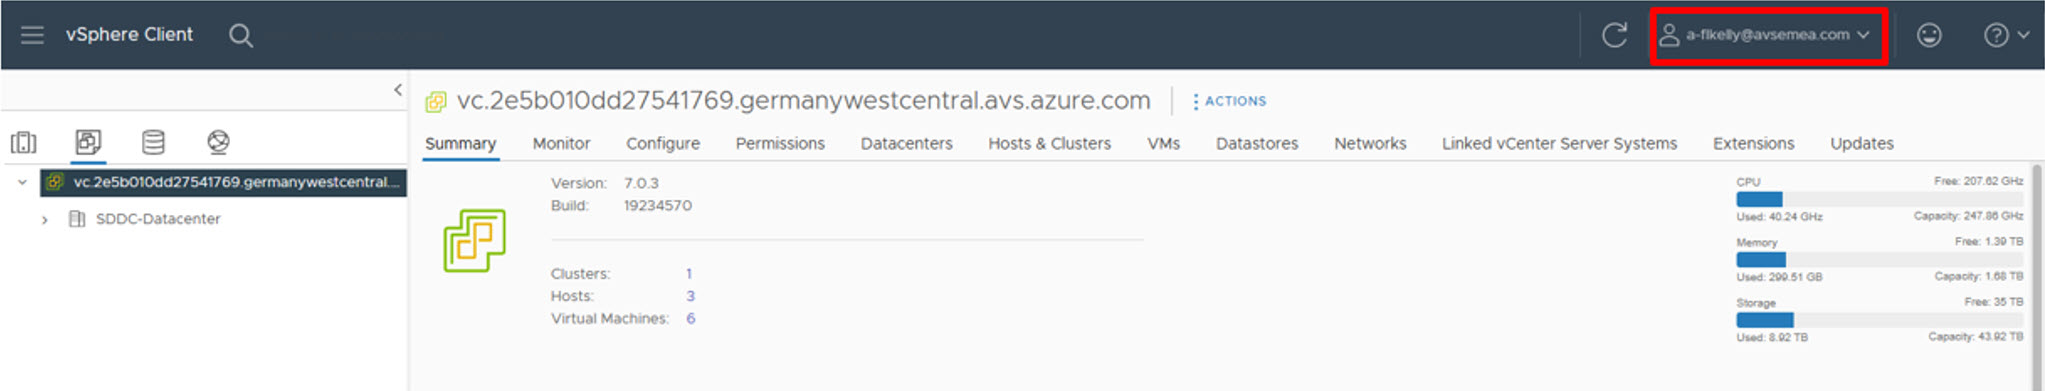 vSphere Client
a-flkelly@avsemea.com
vc.2e5b010dd27541769.germanywestcentral.avs.azure.com
ACTIONS
Summary Monitor Configure Permissions Datacenters Hosts & Clusters VMs Datastores Networks Linked vCenter Server Systems Extensions Updates
vc.2e5b010dd27541769.germanywestcentral....
SDDC-Datacenter
Version: 7.0.3
Build: 19234570
Clusters: 1
Hosts: 3
Virtual Machines: 6
CPU Free: 207.62 GHz
Used: 40.24 GHz Capacity: 247.86 GHz
Memory Free: 1.39 TB
Used: 299.51 GB Capacity: 1.68 TB
Storage Free: 35 TB
Used: 8.92 TB Capacity: 43.92 TB